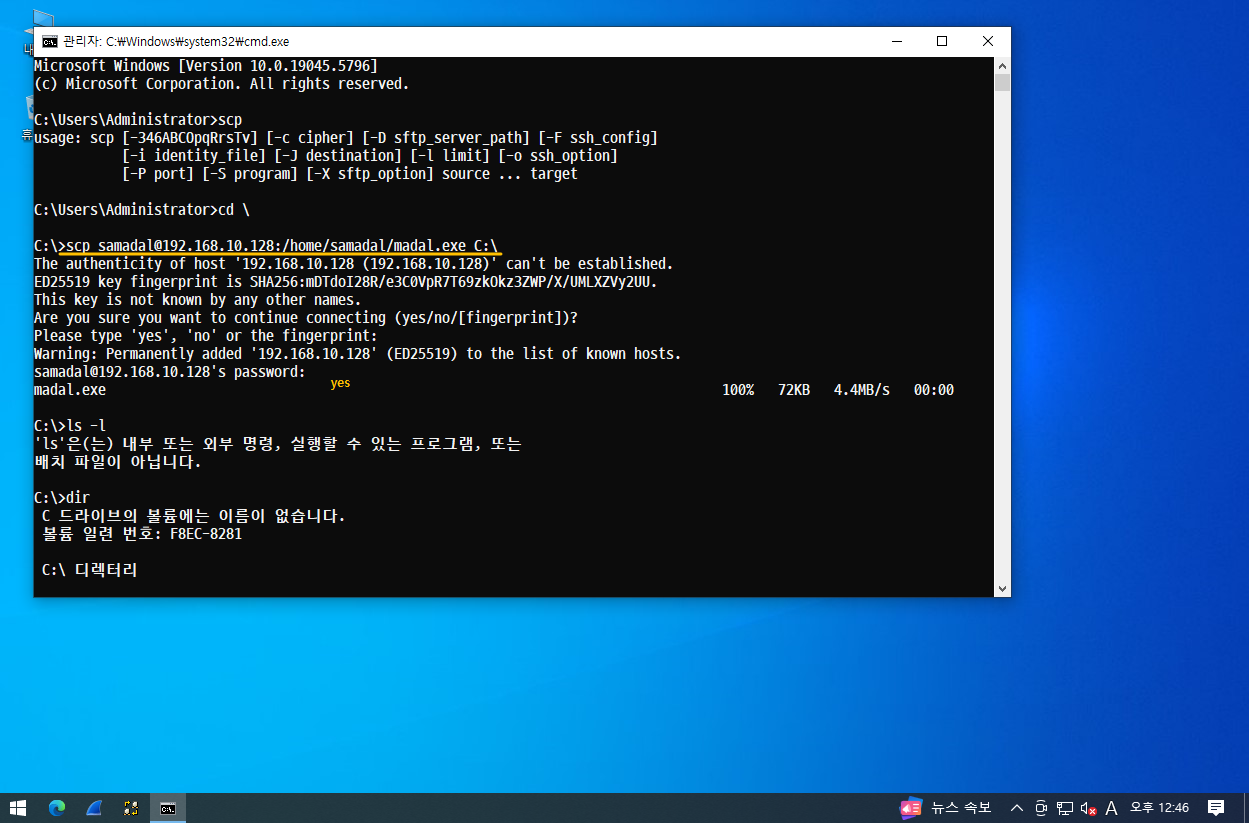 관리자: C:₩Windows₩system32₩cmd.exe
Microsoft Windows [Version 10.0.19045.5796]
(c) Microsoft Corporation. All rights reserved.
C:\Users\Administrator>scp
usage: scp [-346ABCOpqRrsTv] [-c cipher] [-D sftp_server_path] [-F ssh_config]
[-i identity_file] [-J destination] [-l limit] [-o ssh_option]
[-P port] [-S program] [-X sftp_option] source ... target
C:\Users\Administrator>cd \
C:\>scp samadal@192.168.10.128:/home/samadal/madal.exe C:\
The authenticity of host '192.168.10.128 (192.168.10.128)' can't be established.
ED25519 key fingerprint is SHA256:mDTdoI28R/e3C0VpR7T69zkOkz3ZWP/X/UMLXZVy2UU.
This key is not known by any other names.
Are you sure you want to continue connecting (yes/no/[fingerprint])?
Please type 'yes', 'no' or the fingerprint:
Warning: Permanently added '192.168.10.128' (ED25519) to the list of known hosts.
samadal@192.168.10.128's password:
yes
madal.exe 100% 72KB 4.4MB/s 00:00
C:\>ls -l
'ls'은(는) 내부 또는 외부 명령, 실행할 수 있는 프로그램, 또는
배치 파일이 아닙니다.
C:\>dir
C 드라이브의 볼륨에는 이름이 없습니다.
볼륨 일련 번호: F8EC-8281
C:\ 디렉터리
뉴스 속보 A 오후 12:46